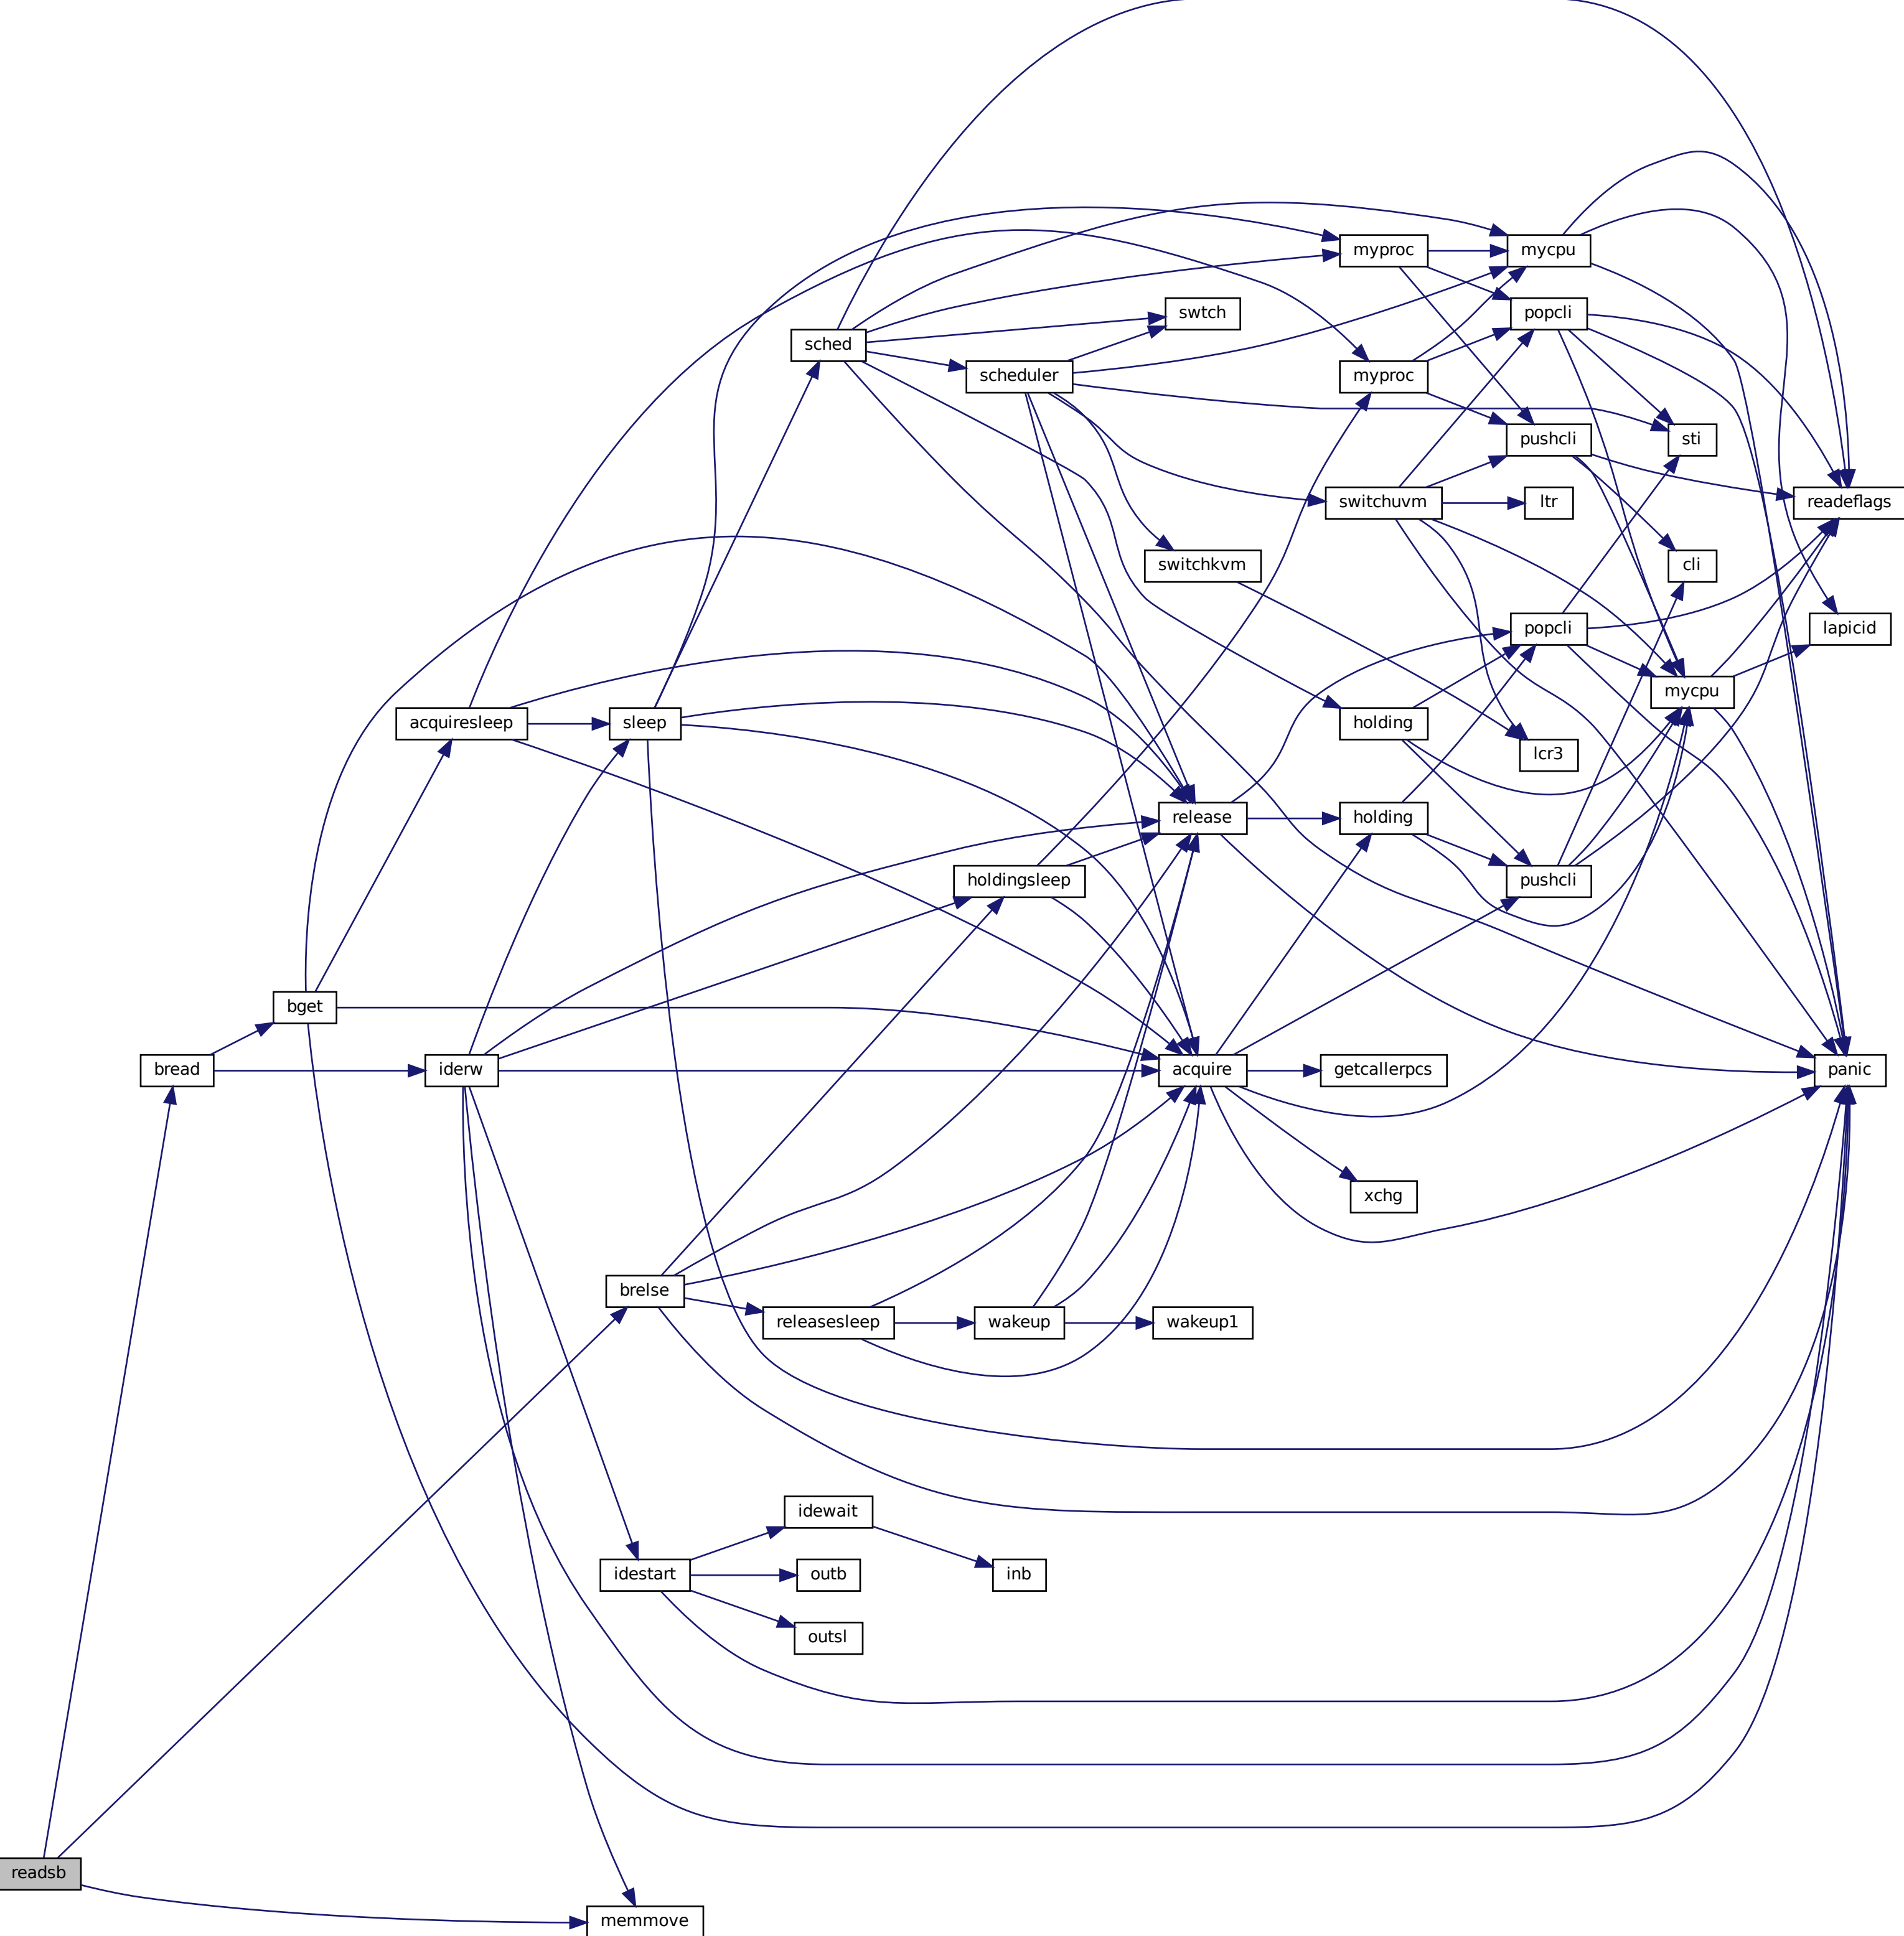 mycpu
myproc
swtch
popcli
sched
scheduler
myproc
pushcli
sti
switchuvm
ltr
readeflags
switchkvm
cli
popcli
lapicid
mycpu
acquiresleep
sleep
holding
lcr3
release
holding
holdingsleep
pushcli
bget
bread
iderw
acquire
getcallerpcs
panic
xchg
brelse
releasesleep
wakeup
wakeup1
idewait
idestart
outb
inb
outsl
readsb
memmove